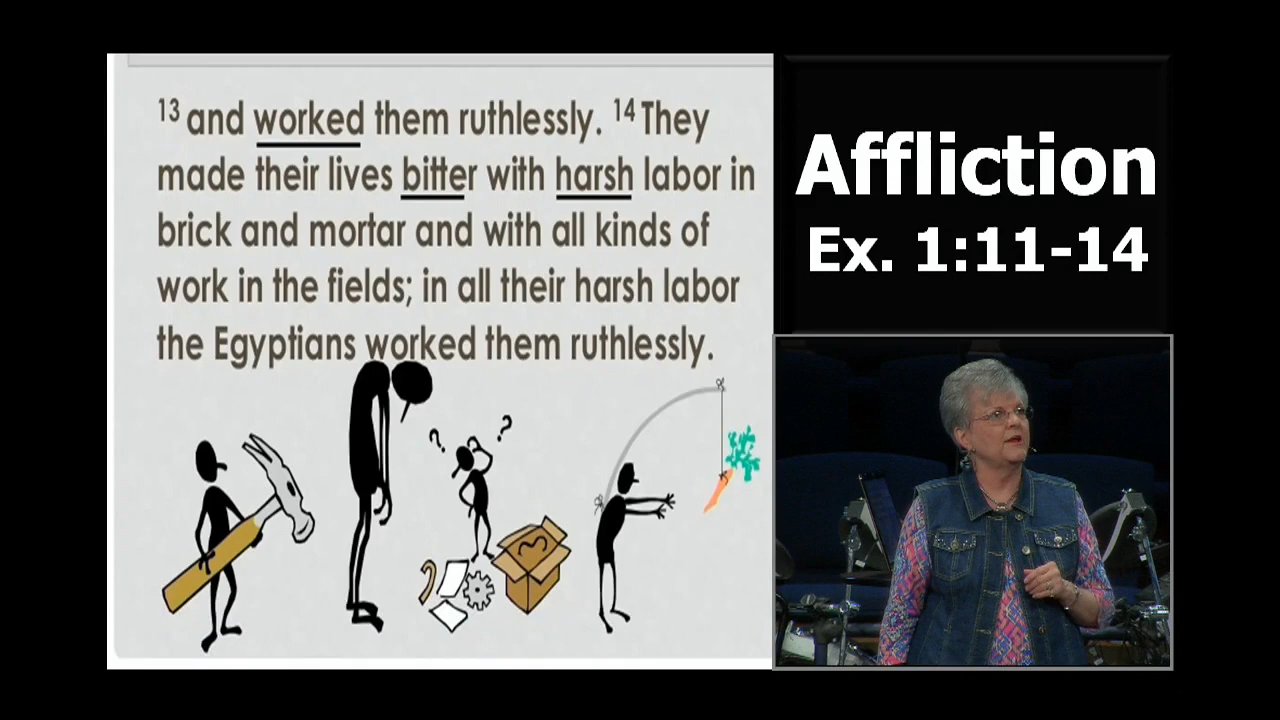 13 and worked them ruthlessly. 14 They
made their lives bitter with harsh labor in
brick and mortar and with all kinds of
work in the fields; in all their harsh labor
the Egyptians worked them ruthlessly.
? ?
Affliction
Ex. 1:11-14